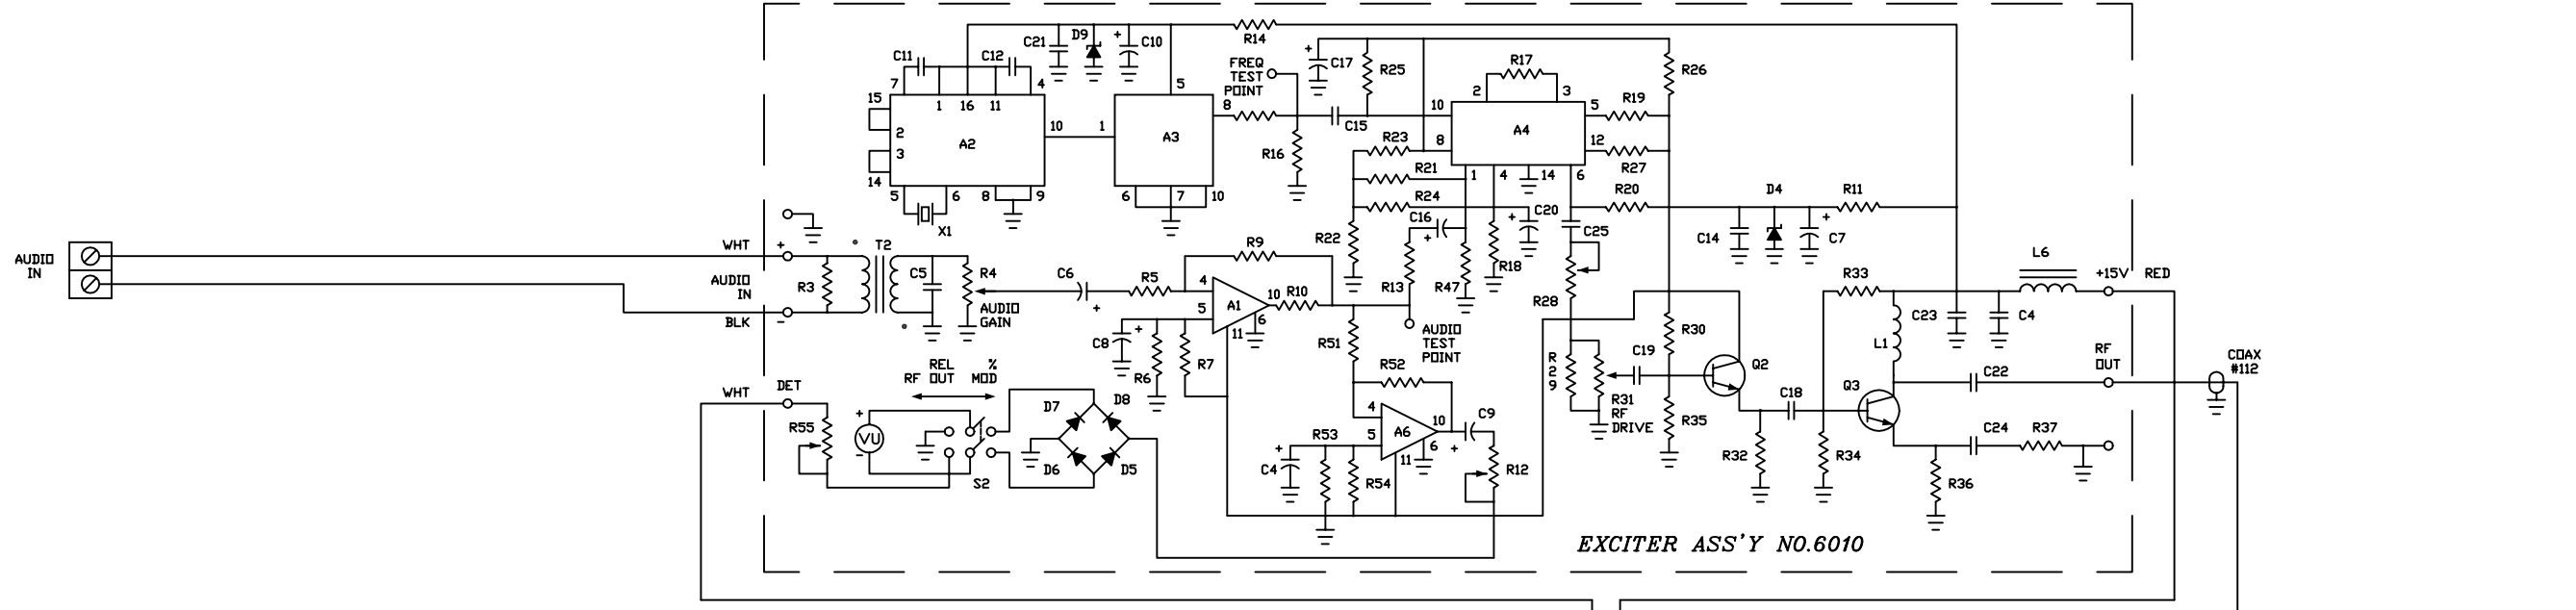 C11
C12
C21
D9
C10
R14
7
4
1
16
11
15
2
3
14
A2
10
5
6
8
9
X1
1
5
A3
8
6
7
10
FREQ
TEST
POINT
R16
C17
R25
C15
R17
2
3
10
8
A4
5
12
R26
R19
R27
R23
R21
R24
R22
1
4
14
6
R20
C16
C20
C25
R13
R47
R18
R28
D4
R11
C14
C7
AUDIO
IN
WHT
AUDIO
IN
BLK
+
−
R3
T2
C5
R4
AUDIO
GAIN
C6
+
R5
R9
4
5
A1
10
11
6
R10
C8
R6
R7
R51
AUDIO
TEST
POINT
R52
4
5
A6
10
11
6
C9
R12
R53
R54
C4
R29
R31
RF
DRIVE
C19
R30
R35
Q2
R32
C18
R33
R34
Q3
L1
C23
C4
L6
+15V RED
C22
RF
OUT
C24
R37
R36
COAX
#112
WHT
DET
R55
VU
+
−
REL %
RF OUT MOD
S2
D7
D8
D6
D5
EXCITER ASS'Y NO.6010